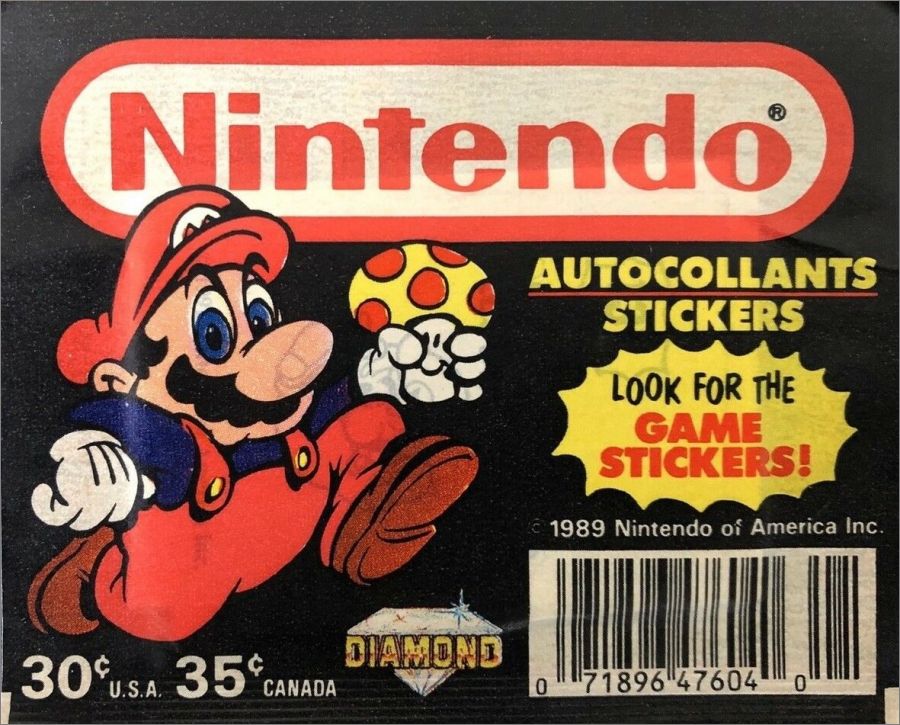 Nintendo®
AUTOCOLLANTS
STICKERS
LOOK FOR THE
GAME
STICKERS!
© 1989 Nintendo of America Inc.
M
DIAMOND
30¢ U.S.A. 35¢ CANADA
0 71896 47604 0